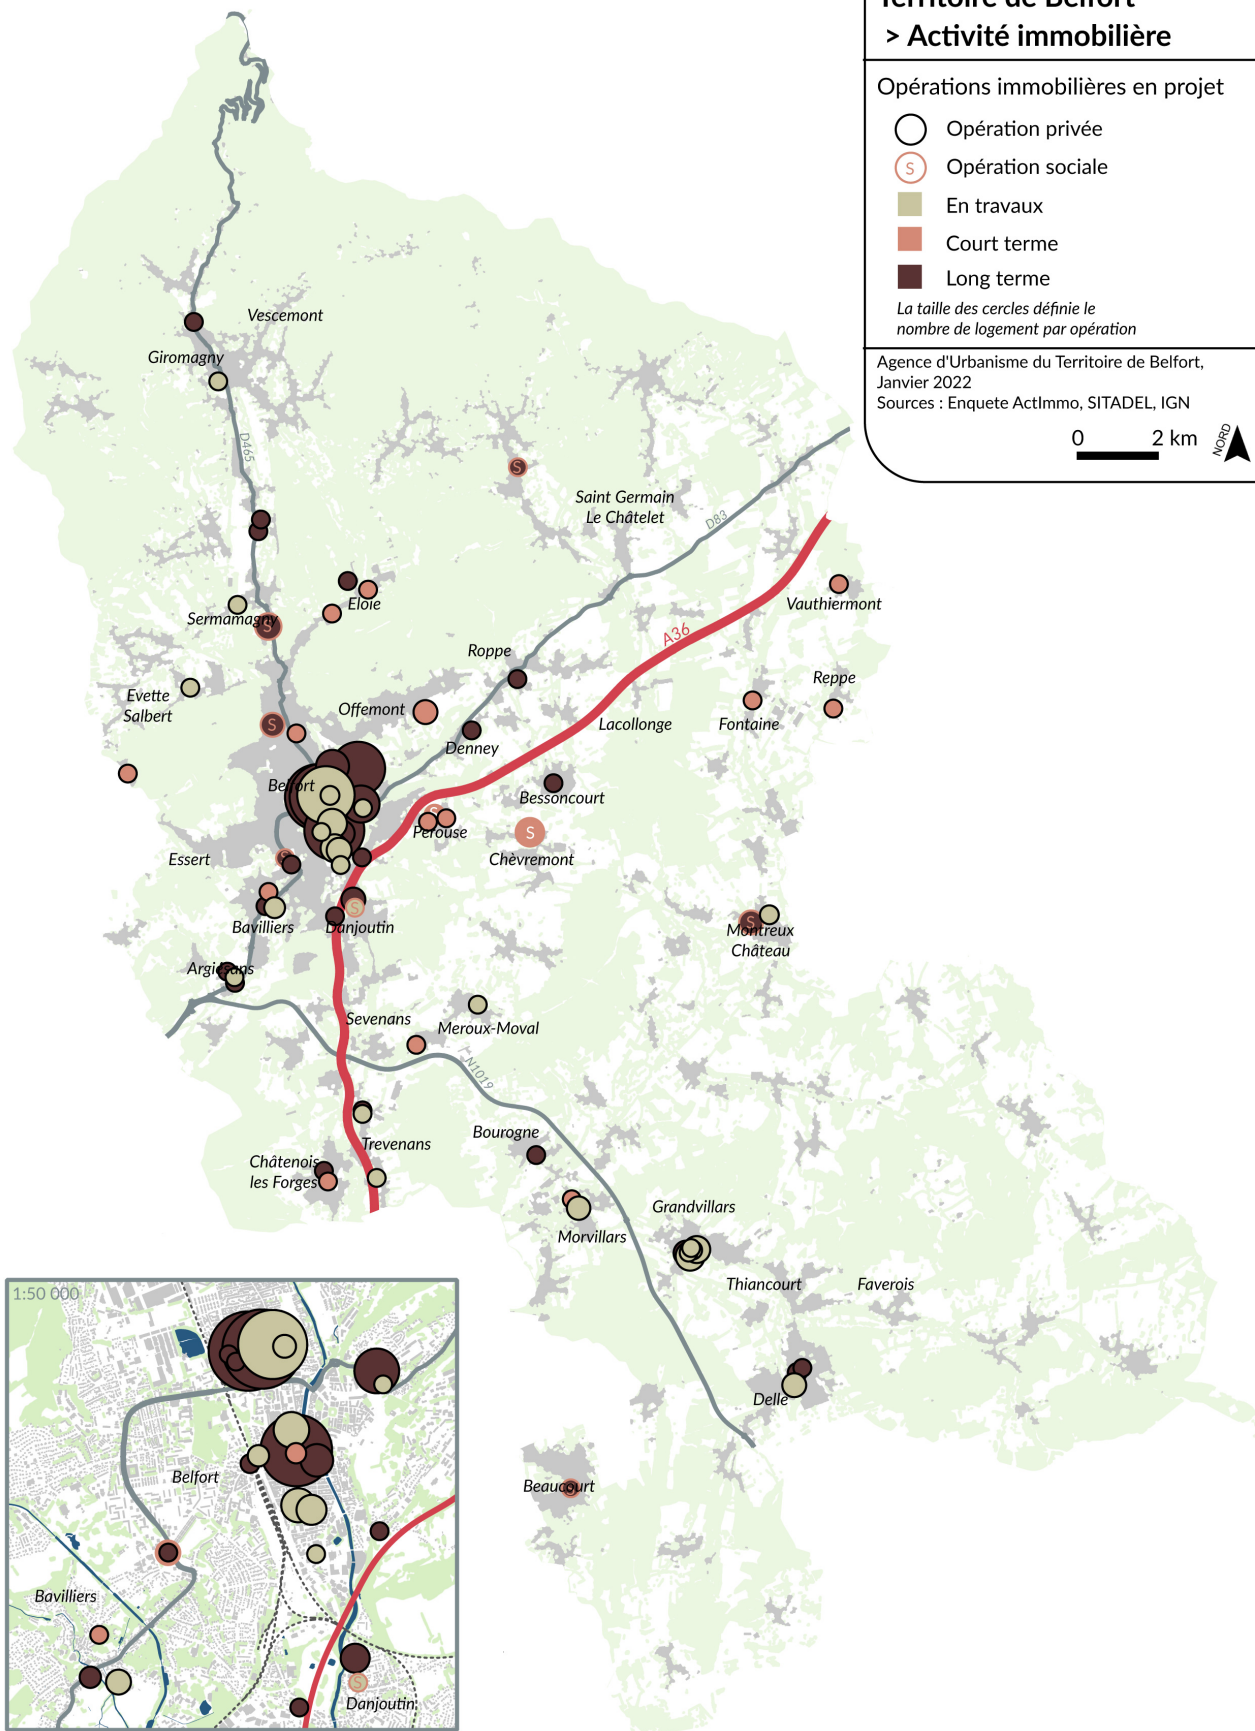 Territoire de Belfort
> Activité immobilière
Opérations immobilières en projet
Opération privée
S Opération sociale
En travaux
Court terme
Long terme
La taille des cercles définie le
nombre de logement par opération
Agence d'Urbanisme du Territoire de Belfort,
Janvier 2022
Sources : Enquete ActImmo, SITADEL, IGN
0 2 km
NORD
Vescemont
Giromagny
D465
S
Saint Germain
Le Châtelet
D83
Eloie
Vauthiermont
Sermamagny
S
A36
Roppe
Reppe
Evette
Salbert
Offemont
S
Lacollonge
Fontaine
Denney
Belfort
Bessoncourt
S
Pérouse
S
Chèvremont
Essert
S
Bavilliers
S
Danjoutin
S
Montreux
Château
Argiésans
Sevenans
Meroux-Moval
N1019
Bourogne
Trevenans
Châtenois
les Forges
Grandvillars
Morvillars
Thiancourt
Faverois
Delle
Beaucourt
S
1:50 000
Belfort
Bavilliers
S
Danjoutin